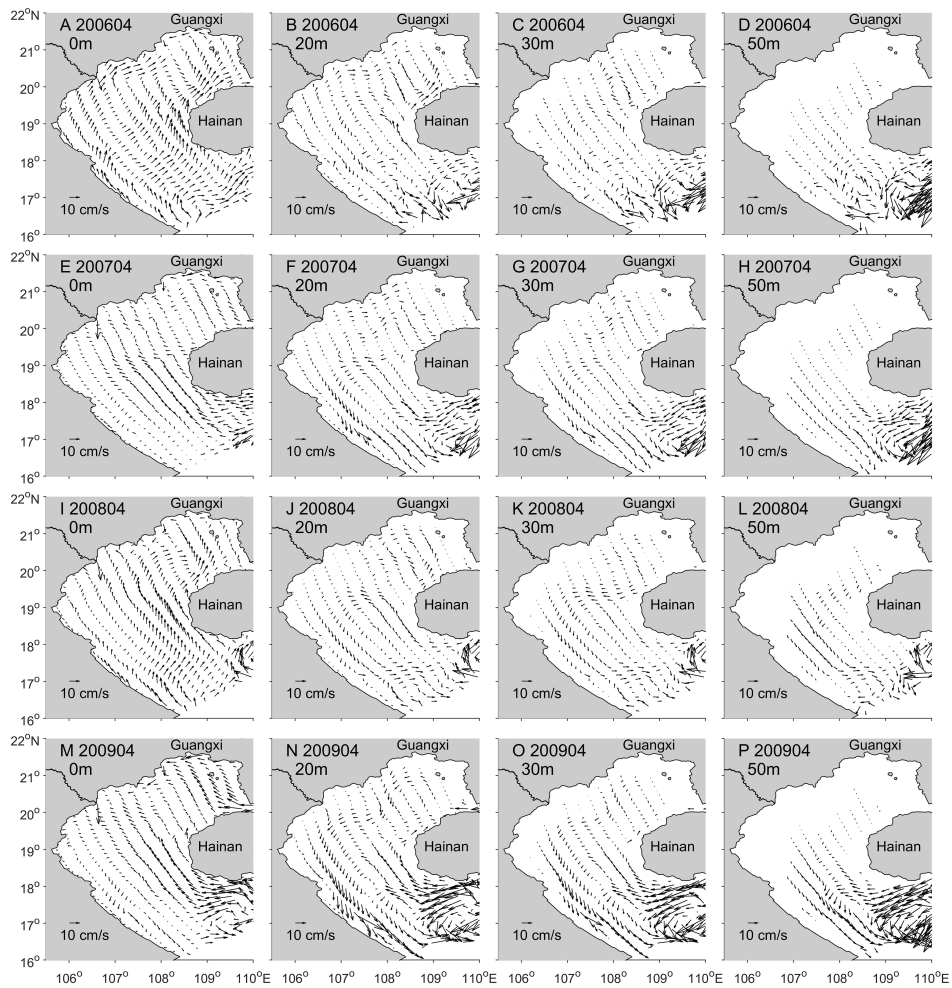 22°N
A 200604
0m
Guangxi
21°
20°
19°
18°
17°
16°
Hainan
10 cm/s
B 200604
20m
Guangxi
Hainan
10 cm/s
C 200604
30m
Guangxi
Hainan
10 cm/s
D 200604
50m
Guangxi
Hainan
10 cm/s
22°N
E 200704
0m
Guangxi
21°
20°
19°
18°
17°
16°
Hainan
10 cm/s
F 200704
20m
Guangxi
Hainan
10 cm/s
G 200704
30m
Guangxi
Hainan
10 cm/s
H 200704
50m
Guangxi
Hainan
10 cm/s
22°N
I 200804
0m
Guangxi
21°
20°
19°
18°
17°
16°
Hainan
10 cm/s
J 200804
20m
Guangxi
Hainan
10 cm/s
K 200804
30m
Guangxi
Hainan
10 cm/s
L 200804
50m
Guangxi
Hainan
10 cm/s
22°N
M 200904
0m
Guangxi
21°
20°
19°
18°
17°
16°
Hainan
10 cm/s
N 200904
20m
Guangxi
Hainan
10 cm/s
O 200904
30m
Guangxi
Hainan
10 cm/s
P 200904
50m
Guangxi
Hainan
10 cm/s
106° 107° 108° 109° 110°E 106° 107° 108° 109° 110°E 106° 107° 108° 109° 110°E 106° 107° 108° 109° 110°E